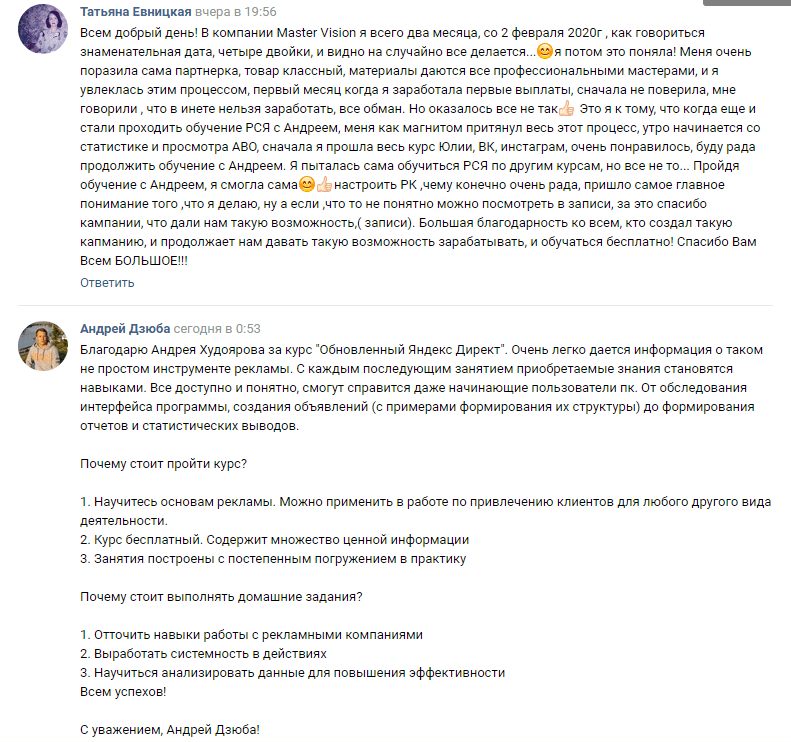 Татьяна Евницкая вчера в 19:56
Всем добрый день! В компании Master Vision я всего два месяца, со 2 февраля 2020г , как говориться
знаменательная дата, четыре двойки, и видно на случайно все делается...😊я потом это поняла! Меня очень
поразила сама партнерка, товар классный, материалы даются все профессиональными мастерами, и я
увлеклась этим процессом, первый месяц когда я заработала первые выплаты, сначала не поверила, мне
говорили , что в инете нельзя заработать, все обман. Но оказалось все не так👍🏻 Это я к тому, что когда еще и
стали проходить обучение РСЯ с Андреем, меня как магнитом притянул весь этот процесс, утро начинается со
статистике и просмотра АВО, сначала я прошла весь курс Юлии, ВК, инстаграм, очень понравилось, буду рада
продолжить обучение с Андреем. Я пыталась сама обучиться РСЯ по другим курсам, но все не то... Пройдя
обучение с Андреем, я смогла сама😊👍🏻настроить РК ,чему конечно очень рада, пришло самое главное
понимание того ,что я делаю, ну а если ,что то не понятно можно посмотреть в записи, за это спасибо
кампании, что дали нам такую возможность,( записи). Большая благодарность ко всем, кто создал такую
капманию, и продолжает нам давать такую возможность зарабатывать, и обучаться бесплатно! Спасибо Вам
Всем БОЛЬШОЕ!!!
Ответить
Андрей Дзюба сегодня в 0:53
Благодарю Андрея Худоярова за курс "Обновленный Яндекс Директ". Очень легко дается информация о таком
не простом инструменте рекламы. С каждым последующим занятием приобретаемые знания становятся
навыками. Все доступно и понятно, смогут справится даже начинающие пользователи пк. От обследования
интерфейса программы, создания объявлений (с примерами формирования их структуры) до формирования
отчетов и статистических выводов.
Почему стоит пройти курс?
1. Научитесь основам рекламы. Можно применить в работе по привлечению клиентов для любого другого вида
деятельности.
2. Курс бесплатный. Содержит множество ценной информации
3. Занятия построены с постепенным погружением в практику
Почему стоит выполнять домашние задания?
1. Отточить навыки работы с рекламными компаниями
2. Выработать системность в действиях
3. Научиться анализировать данные для повышения эффективности
Всем успехов!
С уважением, Андрей Дзюба!